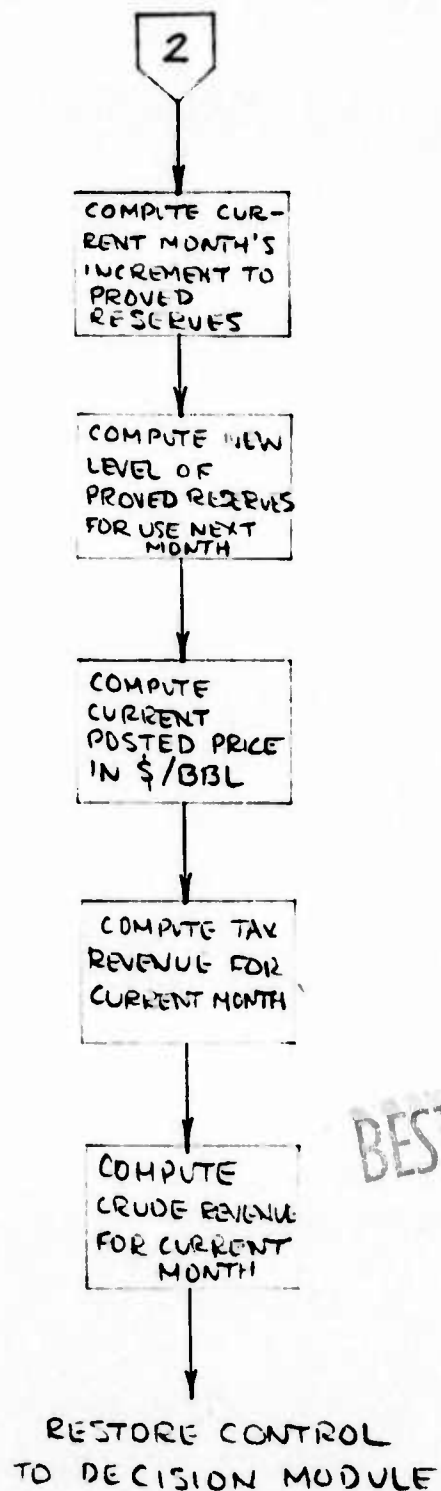 2
COMPUTE CUR-
RENT MONTH'S
INCREMENT TO
PROVED
RESERVES
COMPUTE NEW
LEVEL OF
PROVED RESERVES
FOR USE NEXT
MONTH
COMPUTE
CURRENT
POSTED PRICE
IN $/BBL
COMPUTE TAX
REVENUE FOR
CURRENT MONTH
BEST
COMPUTE
CRUDE REVENUE
FOR CURRENT
MONTH
RESTORE CONTROL
TO DECISION MODULE